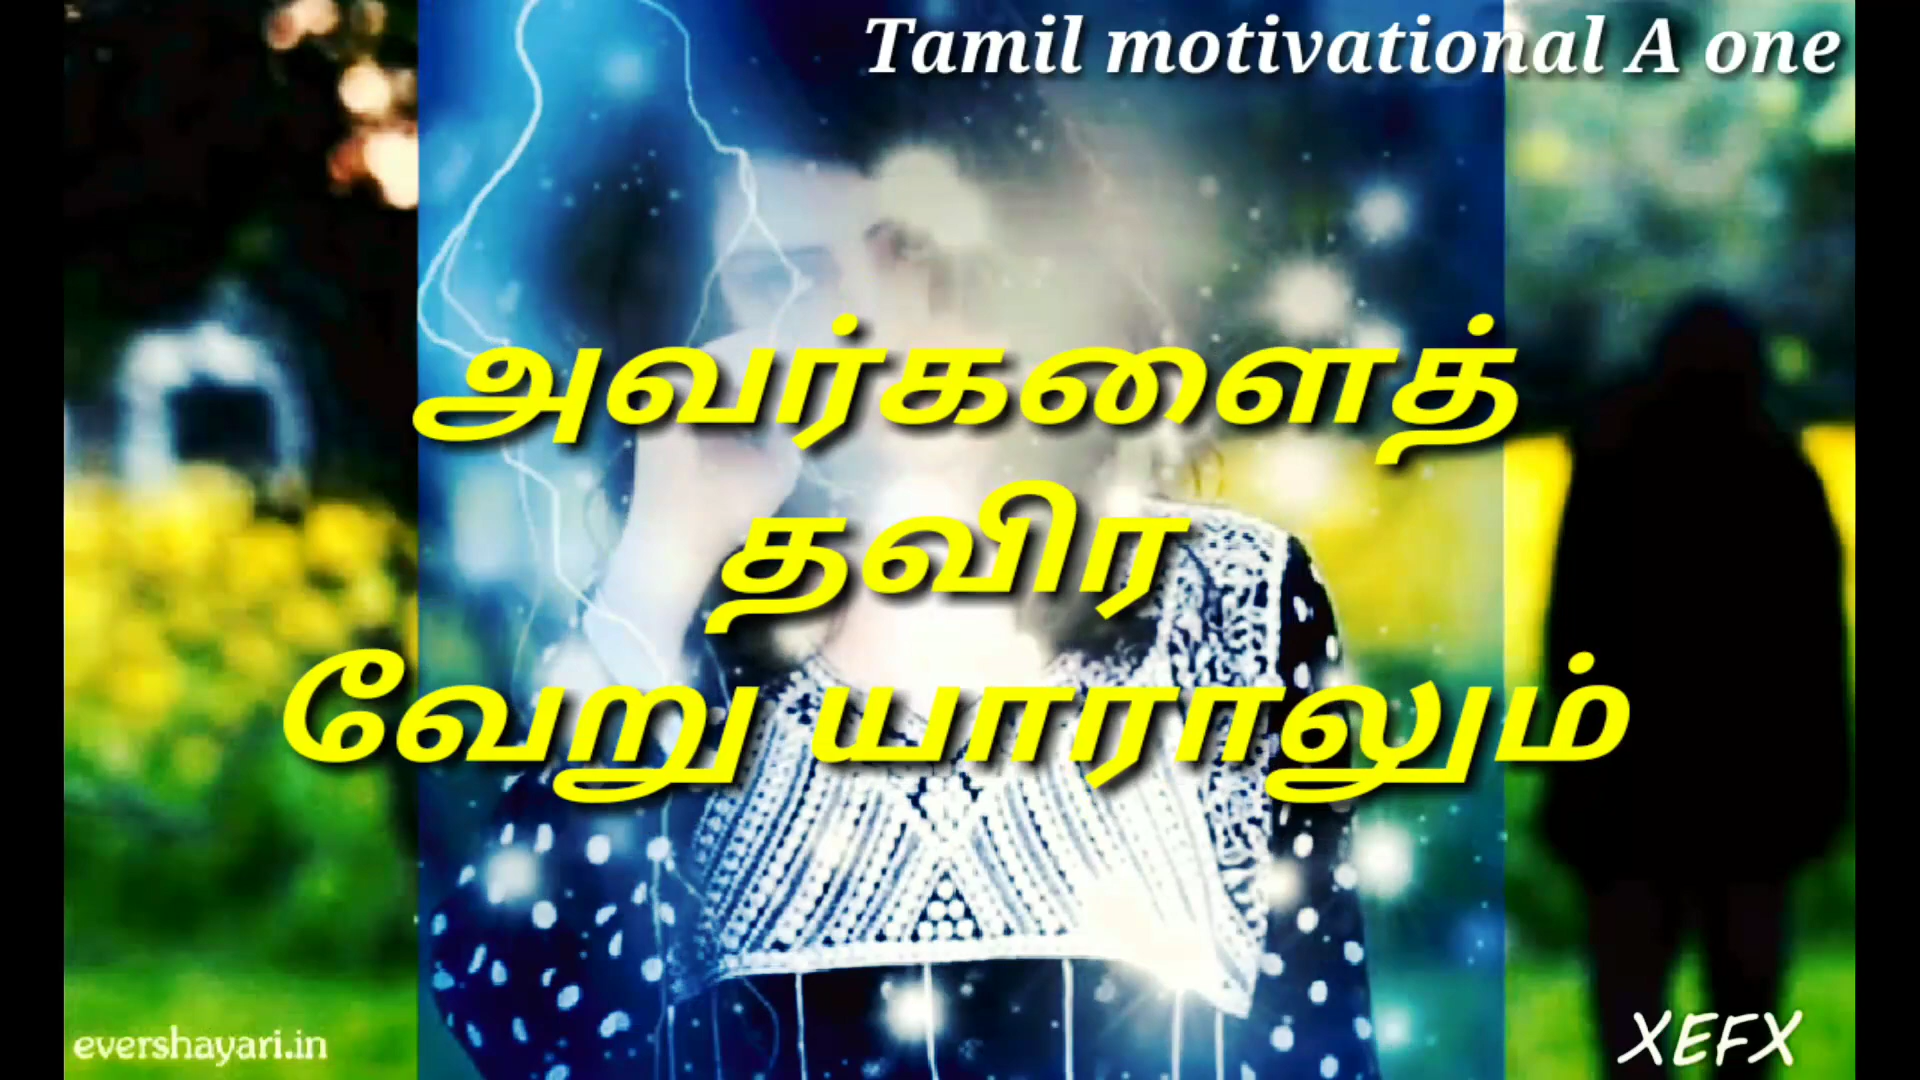 Tamil motivational A one
அவர்களைத்
தவிர
வேறு யாராலும்
evershayari.in
XEFX